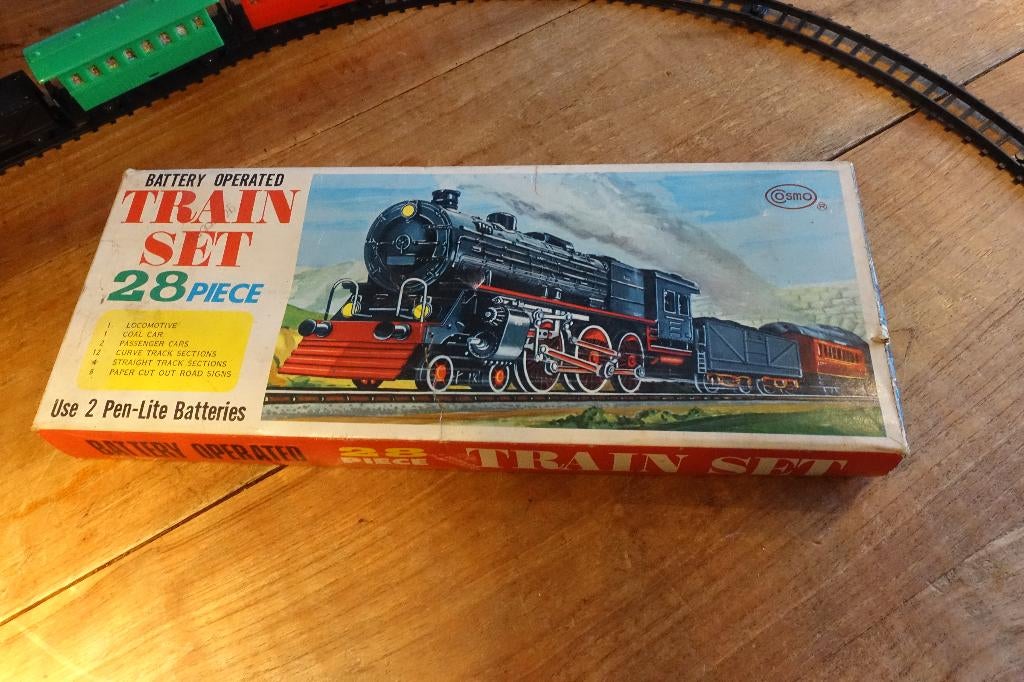 BATTERY OPERATED
TRAIN
SET
28 PIECE
1 LOCOMOTIVE
1 COAL CAR
2 PASSENGER CARS
12 CURVE TRACK SECTIONS
4 STRAIGHT TRACK SECTIONS
8 PAPER CUT OUT ROAD SIGNS
Use 2 Pen-Lite Batteries
COSMO ®
BATTERY OPERATED 28 PIECE TRAIN SET